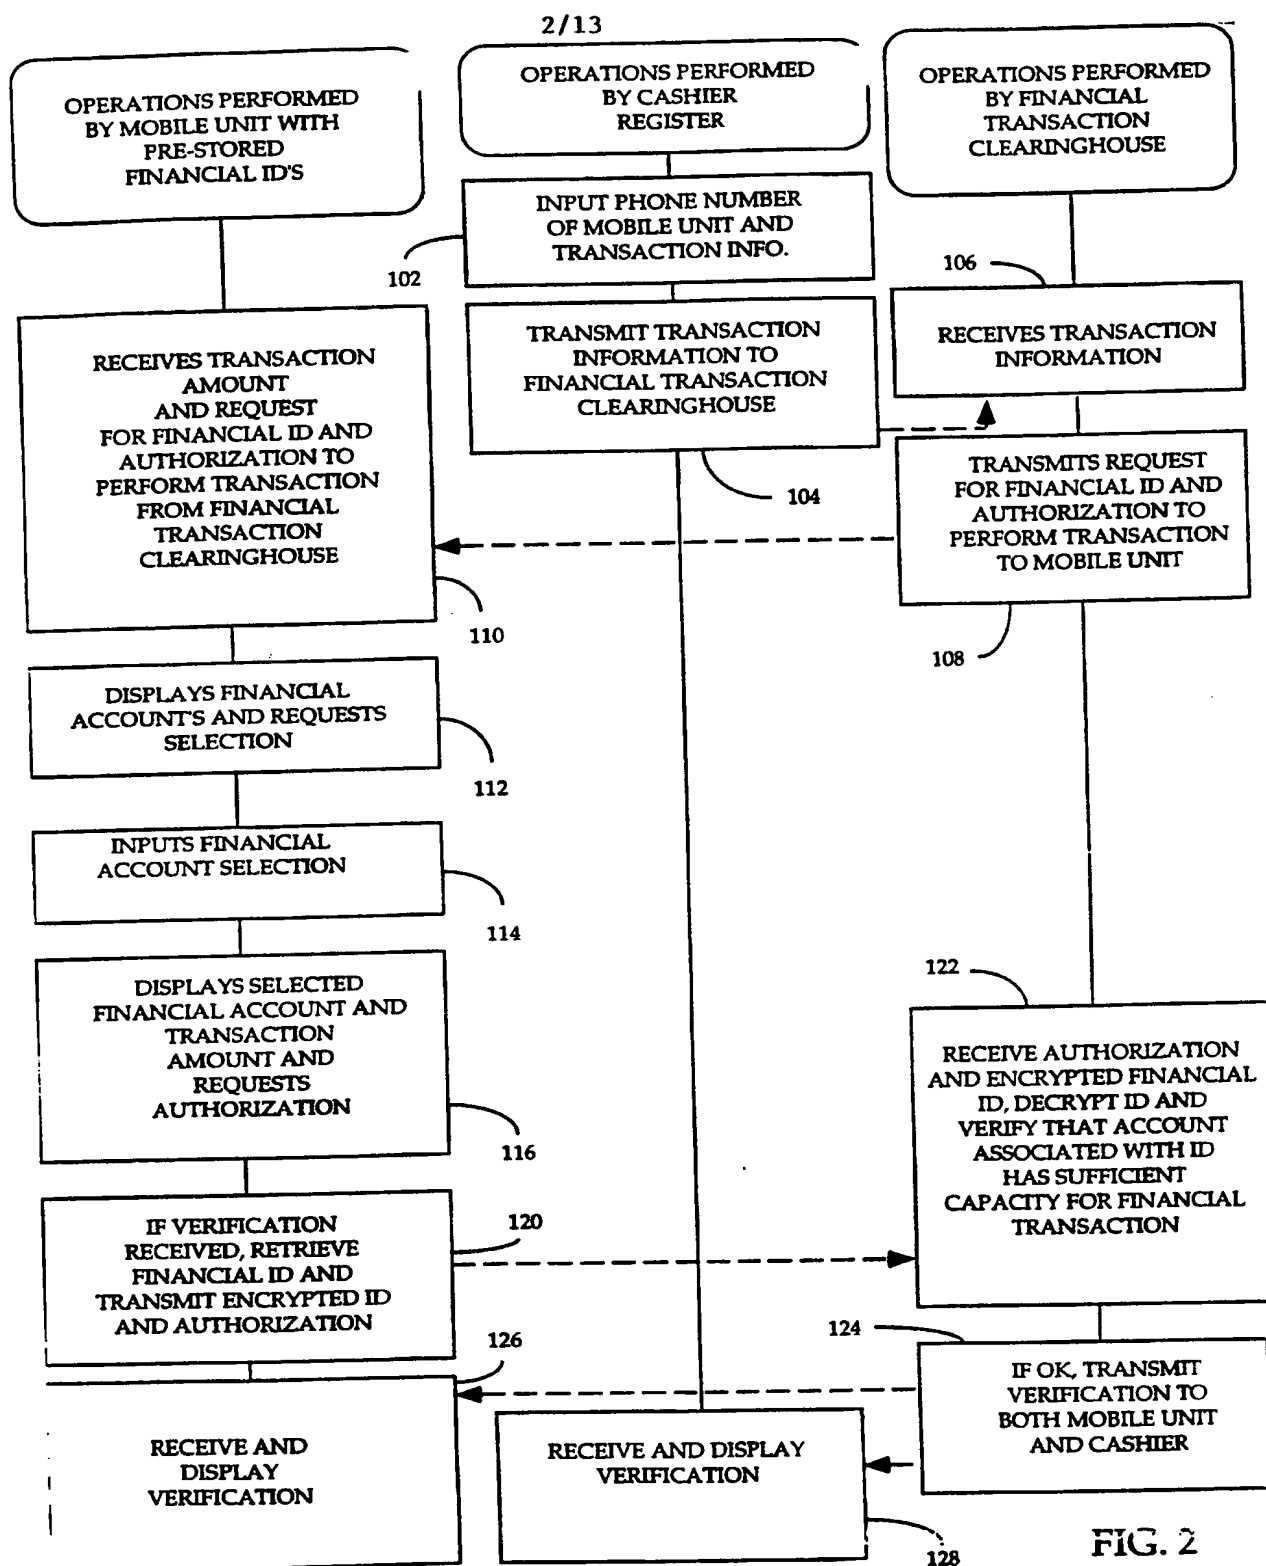 2/13
OPERATIONS PERFORMED
BY MOBILE UNIT WITH
PRE-STORED
FINANCIAL ID'S
OPERATIONS PERFORMED
BY CASHIER
REGISTER
OPERATIONS PERFORMED
BY FINANCIAL
TRANSACTION
CLEARINGHOUSE
INPUT PHONE NUMBER
OF MOBILE UNIT AND
TRANSACTION INFO.
102
TRANSMIT TRANSACTION
INFORMATION TO
FINANCIAL TRANSACTION
CLEARINGHOUSE
104
106
RECEIVES TRANSACTION
INFORMATION
TRANSMITS REQUEST
FOR FINANCIAL ID AND
AUTHORIZATION TO
PERFORM TRANSACTION
TO MOBILE UNIT
108
RECEIVES TRANSACTION
AMOUNT
AND REQUEST
FOR FINANCIAL ID AND
AUTHORIZATION TO
PERFORM TRANSACTION
FROM FINANCIAL
TRANSACTION
CLEARINGHOUSE
110
DISPLAYS FINANCIAL
ACCOUNT'S AND REQUESTS
SELECTION
112
INPUTS FINANCIAL
ACCOUNT SELECTION
114
DISPLAYS SELECTED
FINANCIAL ACCOUNT AND
TRANSACTION
AMOUNT AND
REQUESTS
AUTHORIZATION
116
IF VERIFICATION
RECEIVED, RETRIEVE
FINANCIAL ID AND
TRANSMIT ENCRYPTED ID
AND AUTHORIZATION
120
122
RECEIVE AUTHORIZATION
AND ENCRYPTED FINANCIAL
ID, DECRYPT ID AND
VERIFY THAT ACCOUNT
ASSOCIATED WITH ID
HAS SUFFICIENT
CAPACITY FOR FINANCIAL
TRANSACTION
124
IF OK, TRANSMIT
VERIFICATION TO
BOTH MOBILE UNIT
AND CASHIER
126
RECEIVE AND
DISPLAY
VERIFICATION
RECEIVE AND DISPLAY
VERIFICATION
128
FIG. 2